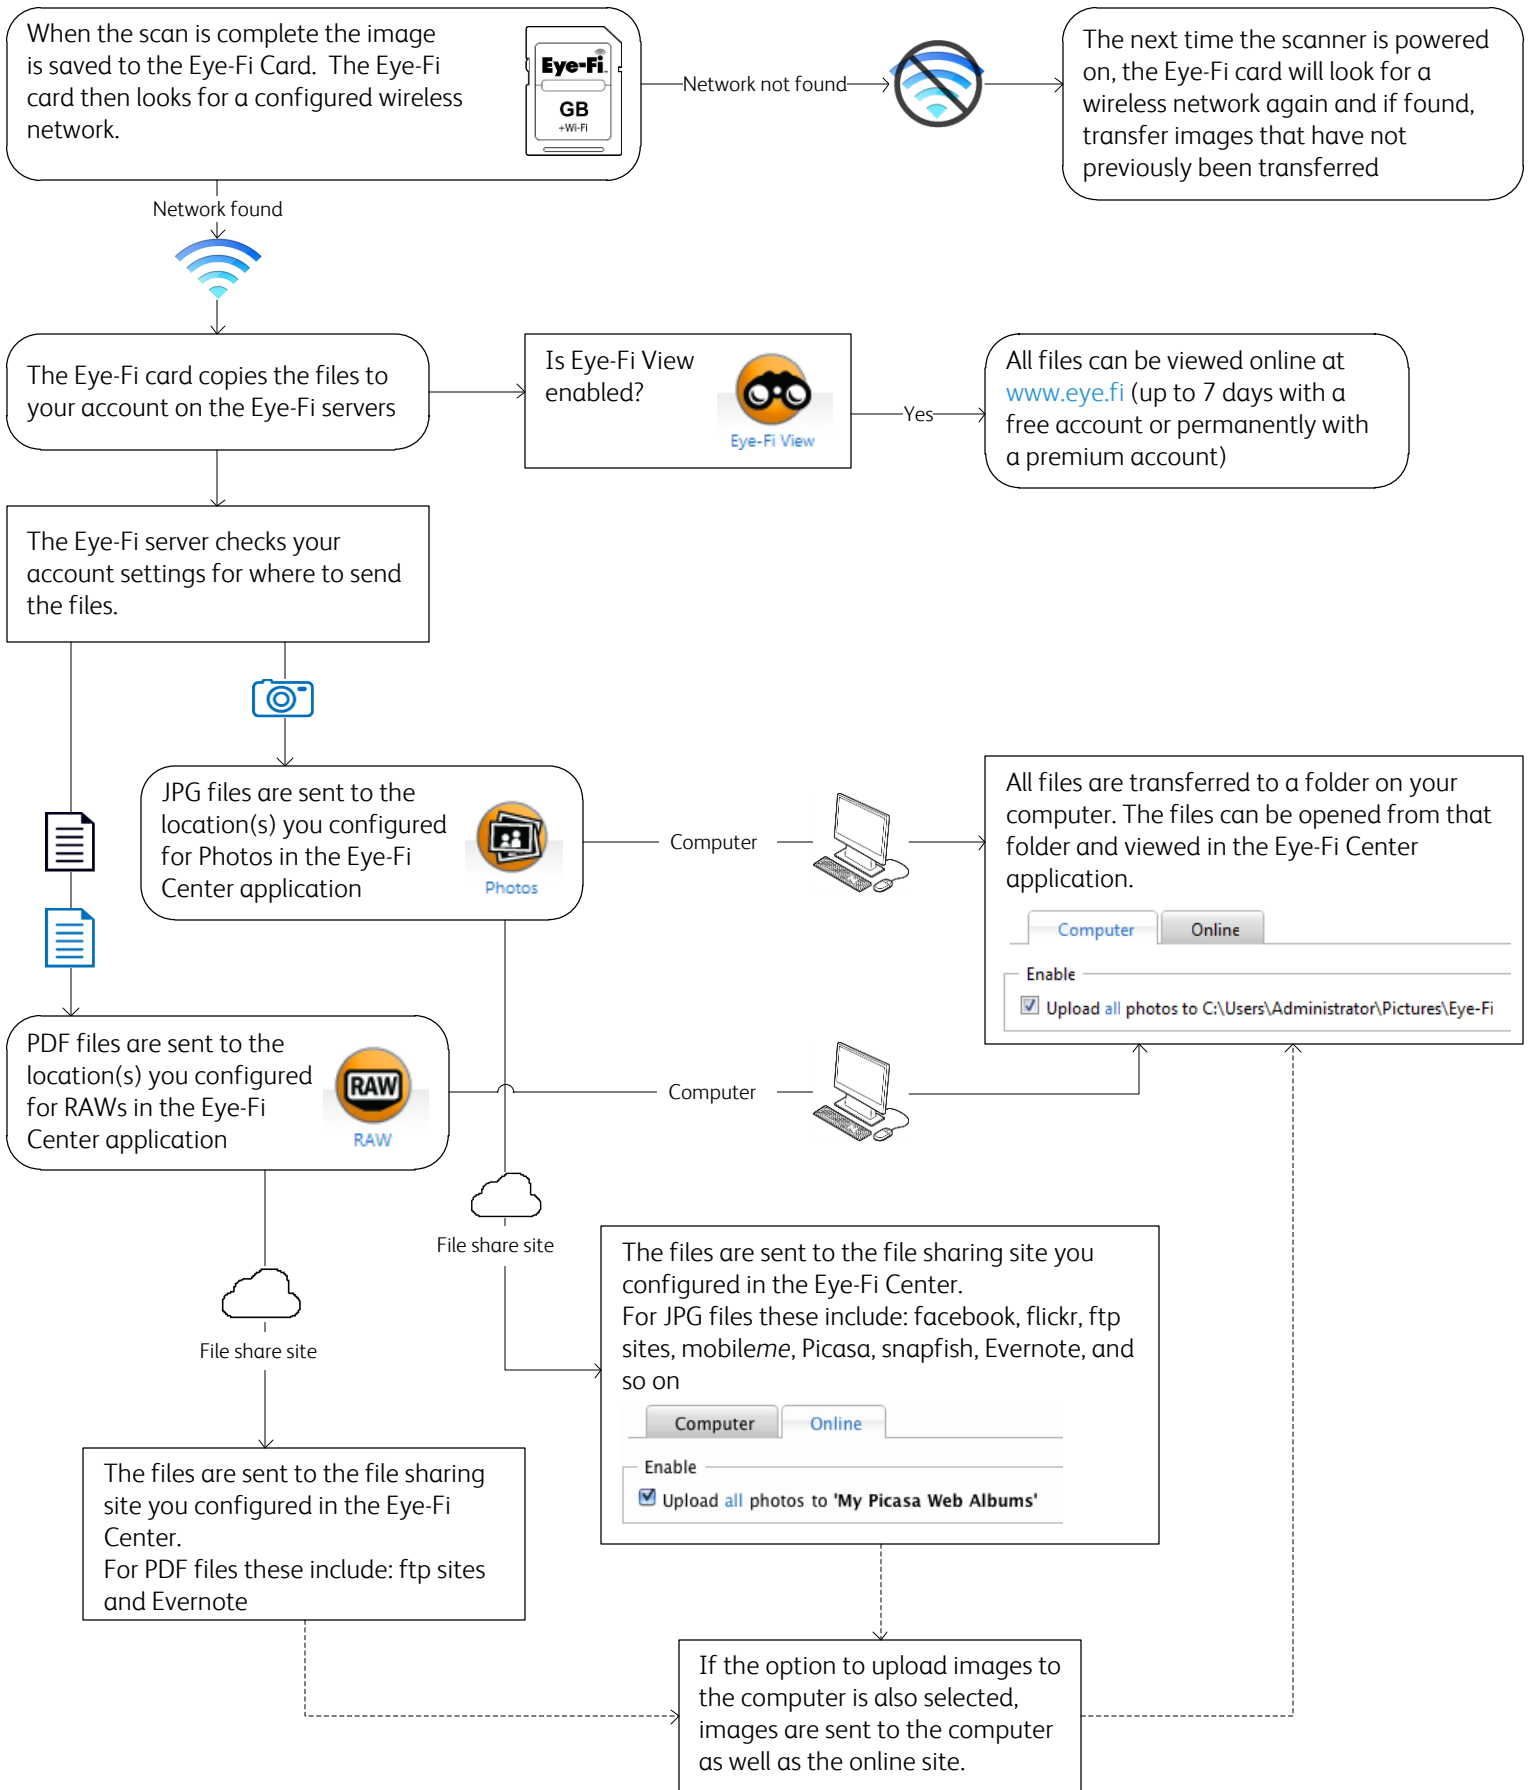 When the scan is complete the image
is saved to the Eye-Fi Card.  The Eye-Fi
card then looks for a configured wireless
network.
Eye-Fi
GB
+Wi-Fi
Network not found
The next time the scanner is powered
on, the Eye-Fi card will look for a
wireless network again and if found,
transfer images that have not
previously been transferred
Network found
The Eye-Fi card copies the files to
your account on the Eye-Fi servers
Is Eye-Fi View
enabled?
Eye-Fi View
Yes
All files can be viewed online at
www.eye.fi (up to 7 days with a
free account or permanently with
a premium account)
The Eye-Fi server checks your
account settings for where to send
the files.
JPG files are sent to the
location(s) you configured
for Photos in the Eye-Fi
Center application
Photos
Computer
All files are transferred to a folder on your
computer. The files can be opened from that
folder and viewed in the Eye-Fi Center
application.
Computer
Online
Enable
Upload all photos to C:\Users\Administrator\Pictures\Eye-Fi
PDF files are sent to the
location(s) you configured
for RAWs in the Eye-Fi
Center application
RAW
RAW
Computer
File share site
File share site
The files are sent to the file sharing site you
configured in the Eye-Fi Center.
For JPG files these include: facebook, flickr, ftp
sites, mobileme, Picasa, snapfish, Evernote, and
so on
Computer
Online
Enable
Upload all photos to 'My Picasa Web Albums'
The files are sent to the file sharing
site you configured in the Eye-Fi
Center.
For PDF files these include: ftp sites
and Evernote
If the option to upload images to
the computer is also selected,
images are sent to the computer
as well as the online site.